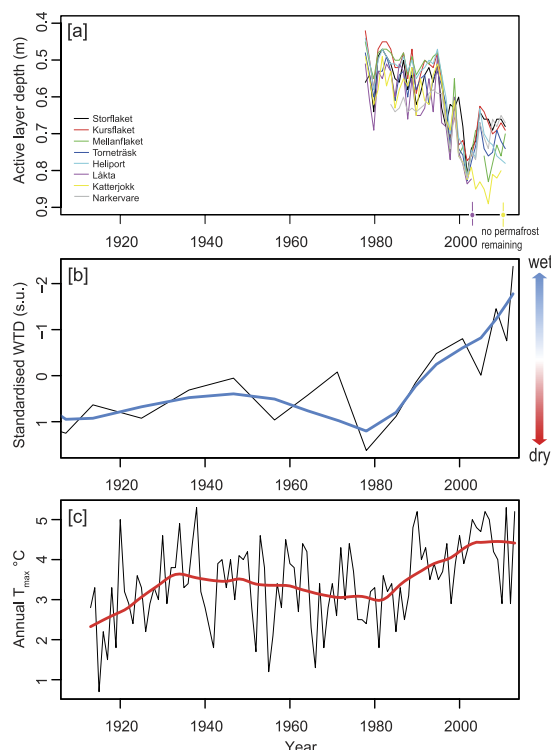 [a]
Active layer depth (m)
0.4
0.5
0.6
0.7
0.8
0.9
Storflaket
Kursflaket
Mellanflaket
Torneträsk
Heliport
Låkta
Katterjokk
Narkervare
no permafrost
remaining
1920 1940 1960 1980 2000
[b]
Standardised WTD (s.u.)
-2
-1
0
1
wet
dry
1920 1940 1960 1980 2000
[c]
Annual Tmax °C
5
4
3
2
1
1920 1940 1960 1980 2000
Year